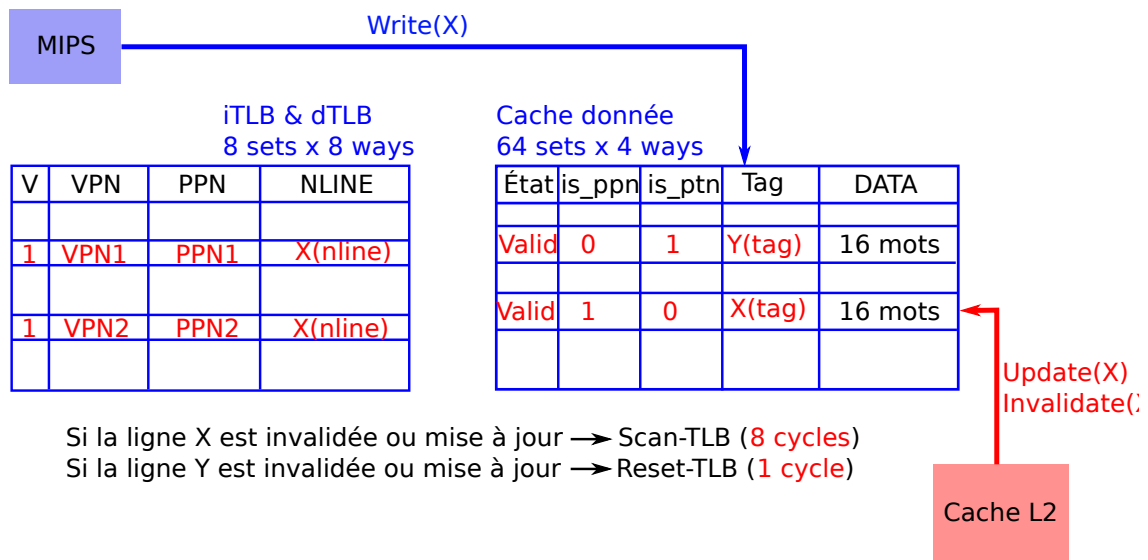 MIPS
Write(X)
iTLB & dTLB
8 sets x 8 ways
Cache donnée
64 sets x 4 ways
V VPN PPN NLINE
1 VPN1 PPN1 X(nline)
1 VPN2 PPN2 X(nline)
État is_ppn is_ptn Tag DATA
Valid 0 1 Y(tag) 16 mots
Valid 1 0 X(tag) 16 mots
Update(X)
Invalidate(X
Si la ligne X est invalidée ou mise à jour → Scan-TLB (8 cycles)
Si la ligne Y est invalidée ou mise à jour → Reset-TLB (1 cycle)
Cache L2